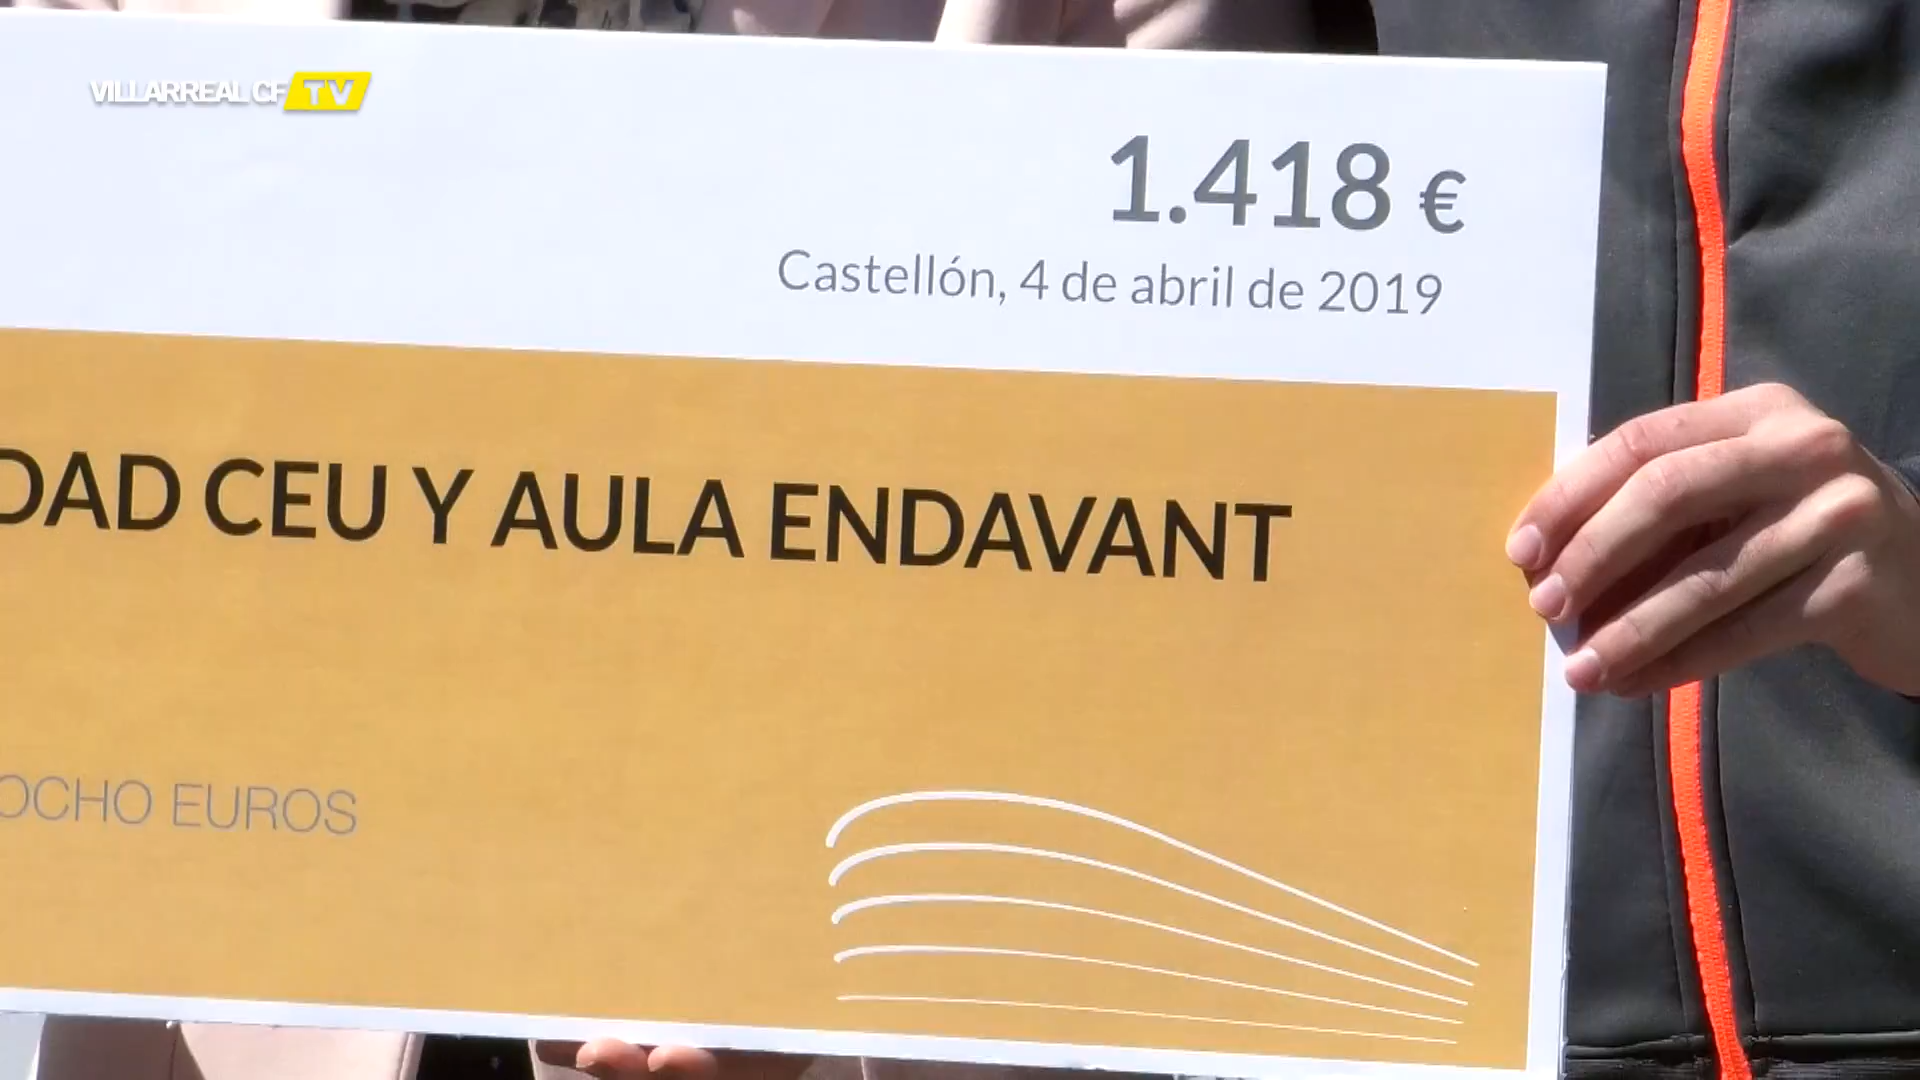 VILLARREAL CF TV
1.418 €
Castellón, 4 de abril de 2019
DAD CEU Y AULA ENDAVANT
OCHO EUROS